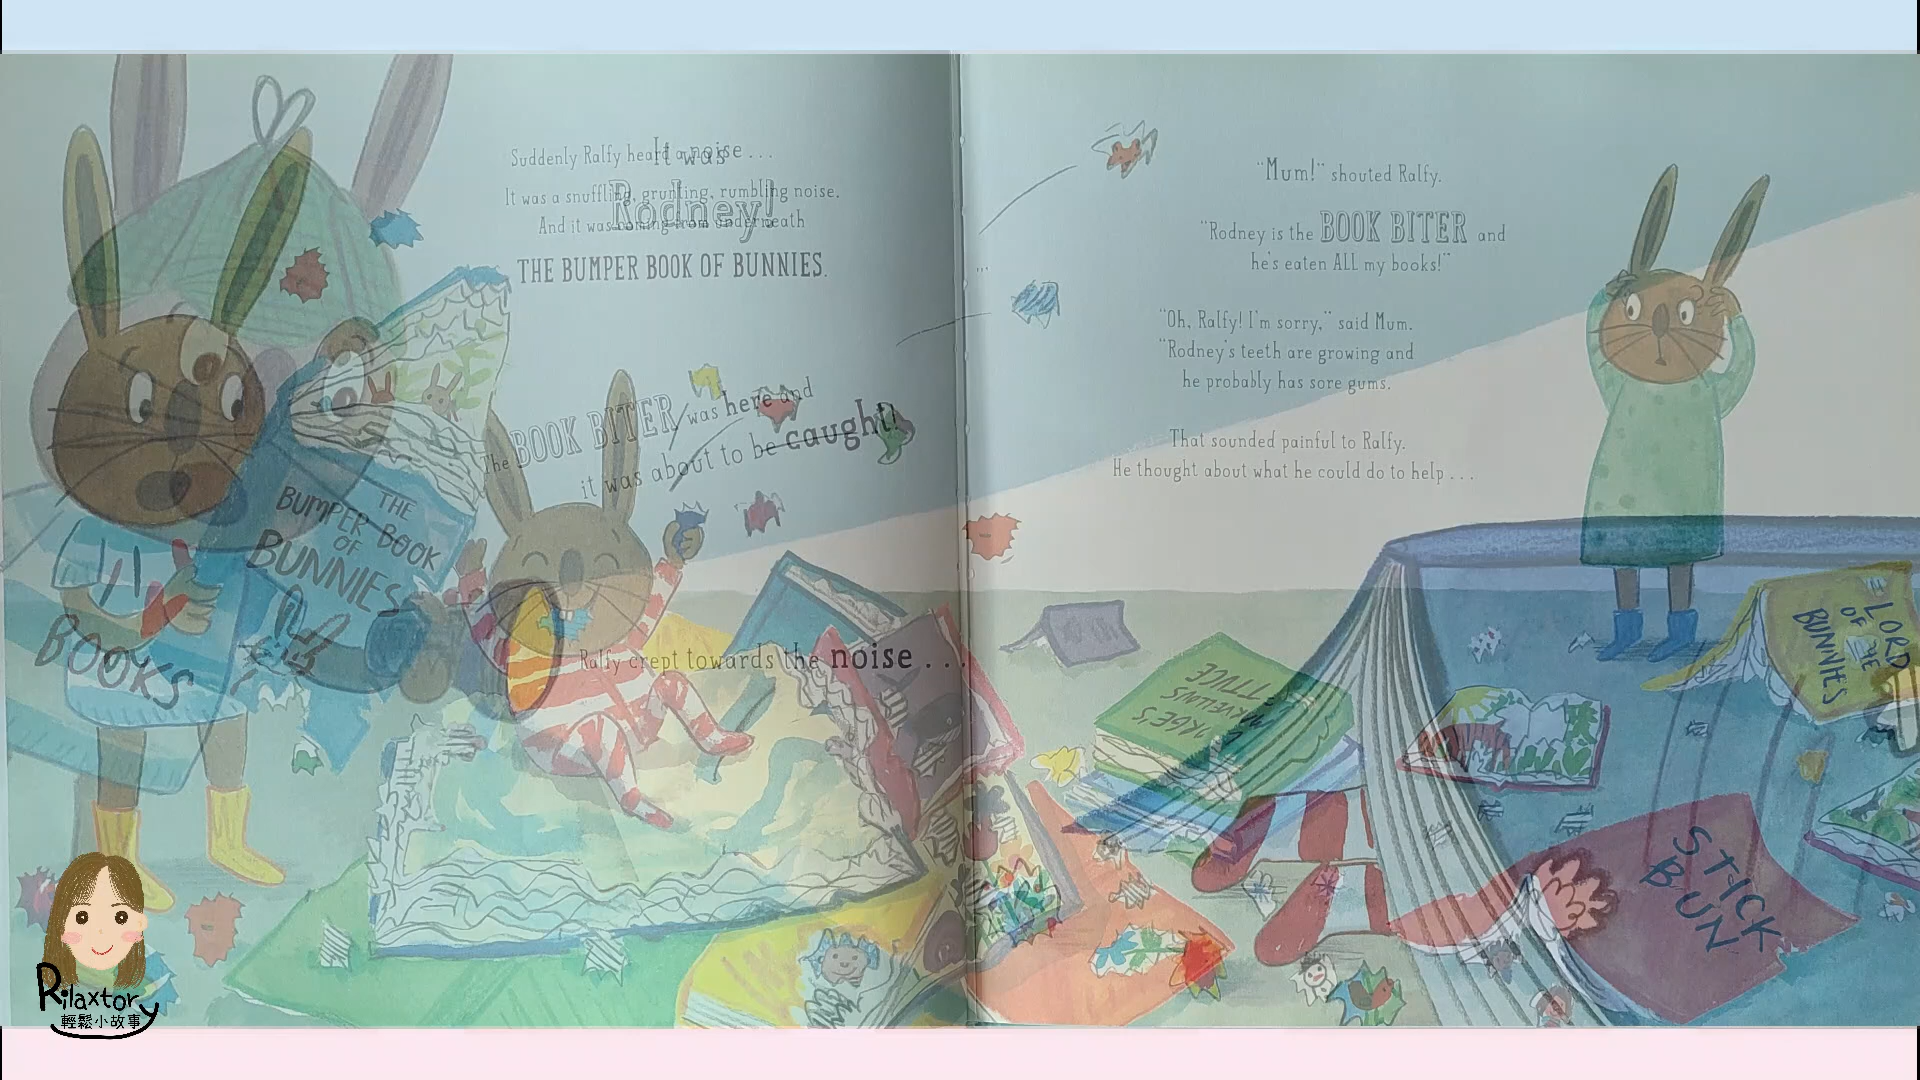 Suddenly Ralfy heard a noise . . .
It was a snuffling, grunting, rumbling noise.
And it was coming from underneath
THE BUMPER BOOK OF BUNNIES.
It was
Rodney!
The BOOK BITER was here and
it was about to be caught!
Ralfy crept towards the noise . . .
THE
BUMPER BOOK
OF
BUNNIES
BOOKS
"Mum!" shouted Ralfy.
"Rodney is the BOOK BITER and
he's eaten ALL my books!"
"Oh, Ralfy! I'm sorry," said Mum.
"Rodney's teeth are growing and
he probably has sore gums.
That sounded painful to Ralfy.
He thought about what he could do to help . . .
LORD
OF
BUNNIES
STICK
BUN
Rilaxtory
輕鬆小故事